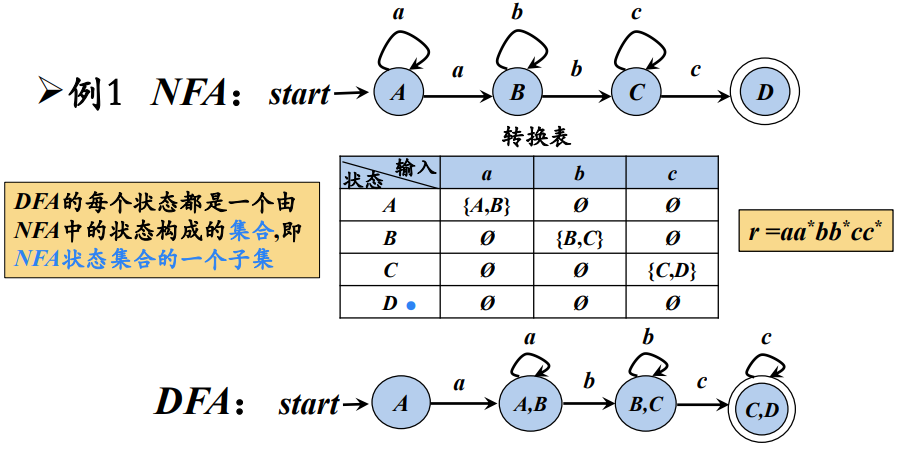 a b c
➢例1 NFA: start A a B b C c D
转换表
输入
状态 a b c
A {A,B} Ø Ø
B Ø {B,C} Ø
C Ø Ø {C,D}
D Ø Ø Ø
DFA的每个状态都是一个由
NFA中的状态构成的集合,即
NFA状态集合的一个子集
r =aa*bb*cc*
a b c
DFA: start A a A,B b B,C c C,D